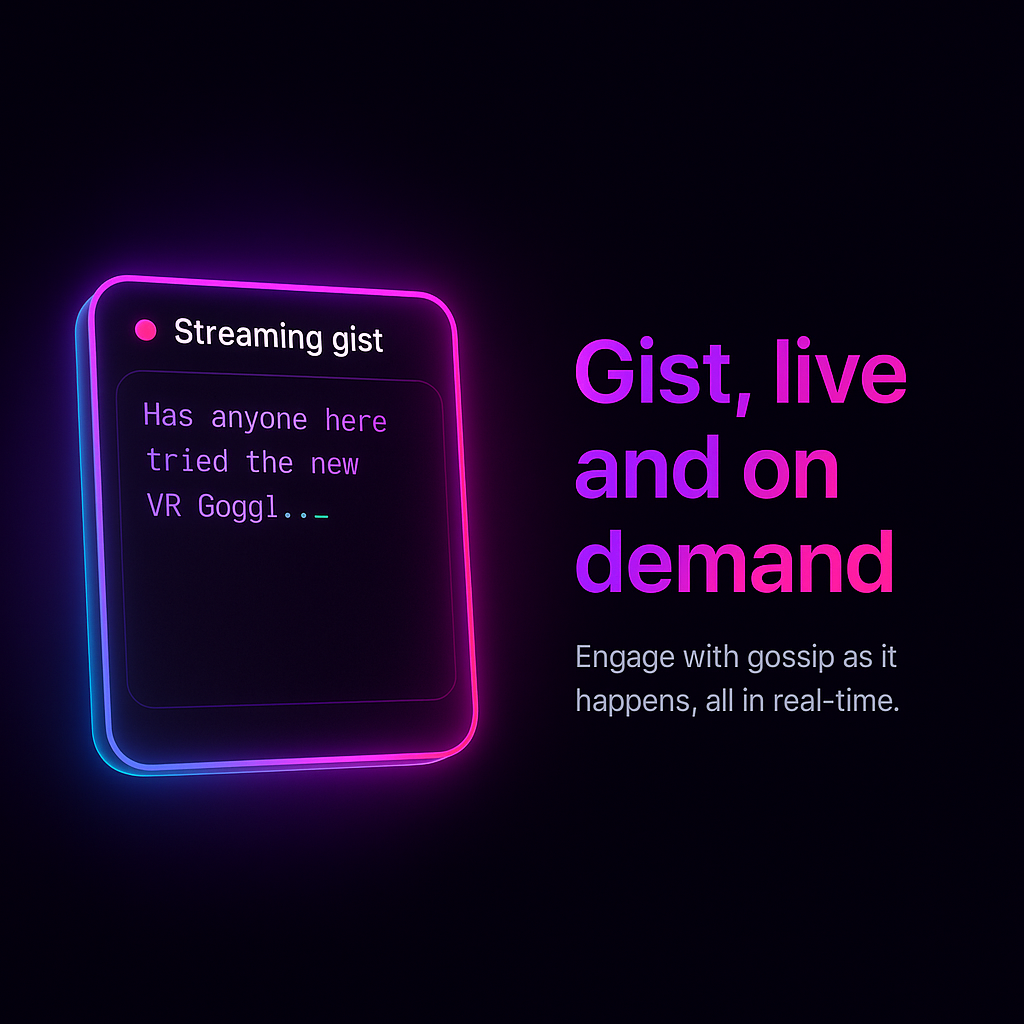 Streaming gist
Has anyone here
tried the new
VR Goggl.._
Gist, live
and on
demand
Engage with gossip as it
happens, all in real-time.